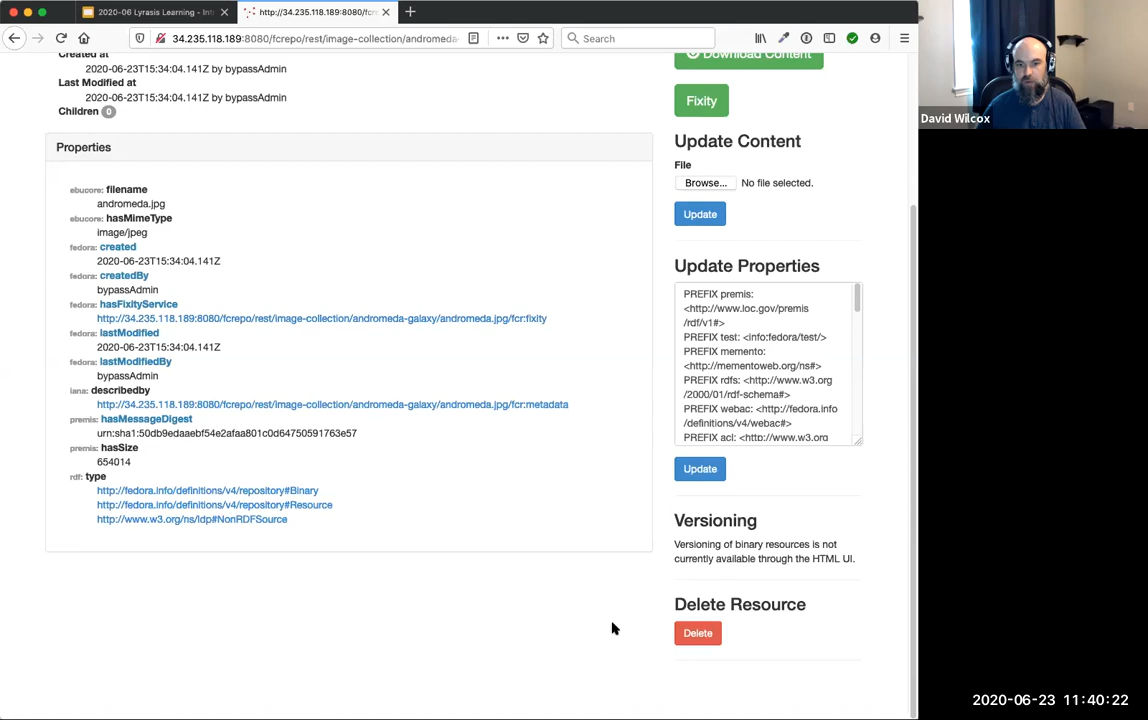 2020-06 Lyrasis Learning - Int
http://34.235.118.189:8080/fcre
34.235.118.189:8080/fcrepo/rest/image-collection/andromeda-
Search
Created at
2020-06-23T15:34:04.141Z by bypassAdmin
Last Modified at
2020-06-23T15:34:04.141Z by bypassAdmin
Children 0
Properties
ebucore: filename
andromeda.jpg
ebucore: hasMimeType
image/jpeg
fedora: created
2020-06-23T15:34:04.141Z
fedora: createdBy
bypassAdmin
fedora: hasFixityService
http://34.235.118.189:8080/fcrepo/rest/image-collection/andromeda-galaxy/andromeda.jpg/fcr:fixity
fedora: lastModified
2020-06-23T15:34:04.141Z
fedora: lastModifiedBy
bypassAdmin
iana: describedby
http://34.235.118.189:8080/fcrepo/rest/image-collection/andromeda-galaxy/andromeda.jpg/fcr:metadata
premis: hasMessageDigest
urn:sha1:50db9edaaebf54e2afaa801c0d64750591763e57
premis: hasSize
654014
rdf: type
http://fedora.info/definitions/v4/repository#Binary
http://fedora.info/definitions/v4/repository#Resource
http://www.w3.org/ns/ldp#NonRDFSource
Download Content
Fixity
Update Content
File
Browse... No file selected.
Update
Update Properties
PREFIX premis:
<http://www.loc.gov/premis
/rdf/v1#>
PREFIX test: <info:fedora/test/>
PREFIX memento:
<http://mementoweb.org/ns#>
PREFIX rdfs: <http://www.w3.org
/2000/01/rdf-schema#>
PREFIX webac: <http://fedora.info
/definitions/v4/webac#>
PREFIX acl: <http://www.w3.org
Update
Versioning
Versioning of binary resources is not
currently available through the HTML UI.
Delete Resource
Delete
David Wilcox
2020-06-23 11:40:22